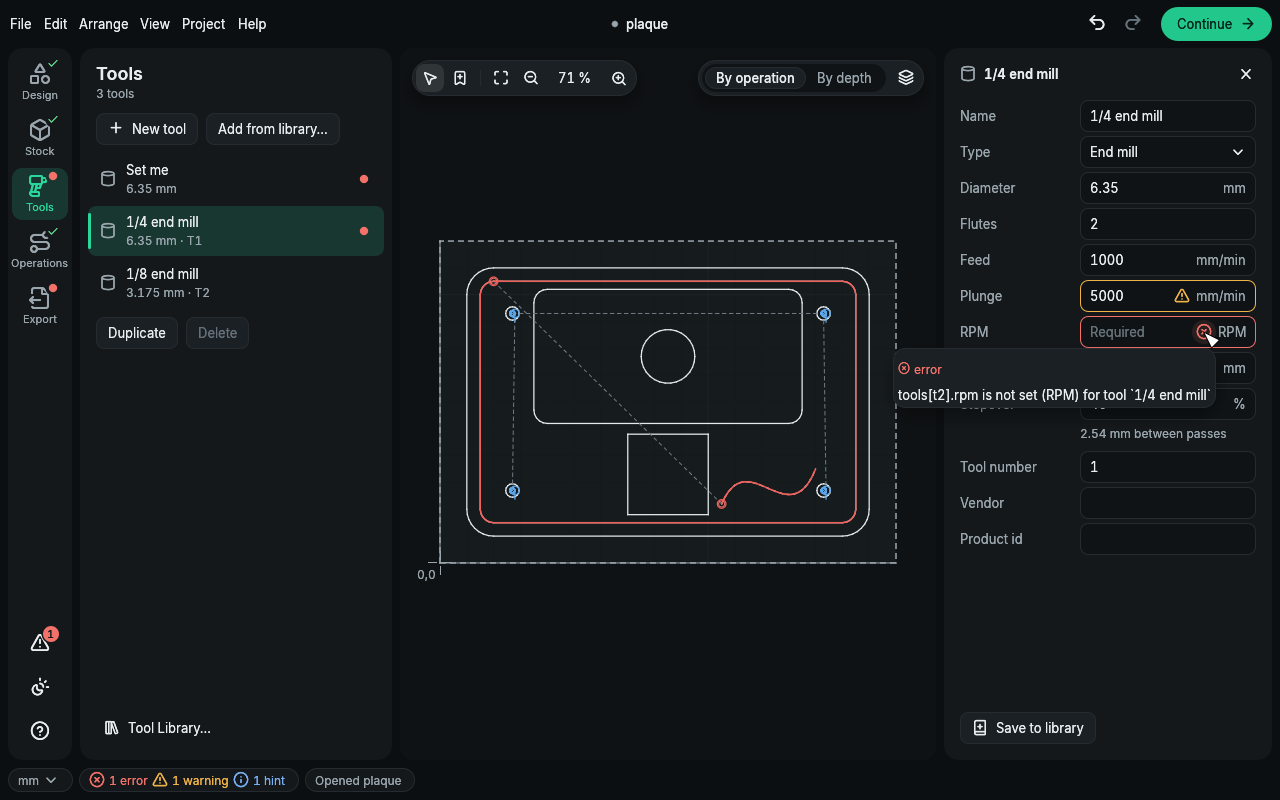 File Edit Arrange View Project Help
plaque
Continue
Design
Stock
Tools
Operations
Export
1
Tools
3 tools
New tool
Add from library...
Set me
6.35 mm
1/4 end mill
6.35 mm · T1
1/8 end mill
3.175 mm · T2
Duplicate
Delete
Tool Library...
71 %
By operation
By depth
0,0
1/4 end mill
Name
1/4 end mill
Type
End mill
Diameter
6.35
mm
Flutes
2
Feed
1000
mm/min
Plunge
5000
mm/min
RPM
Required
RPM
error
tools[t2].rpm is not set (RPM) for tool `1/4 end mill`
mm
%
2.54 mm between passes
Tool number
1
Vendor
Product id
Save to library
mm
1 error
1 warning
1 hint
Opened plaque